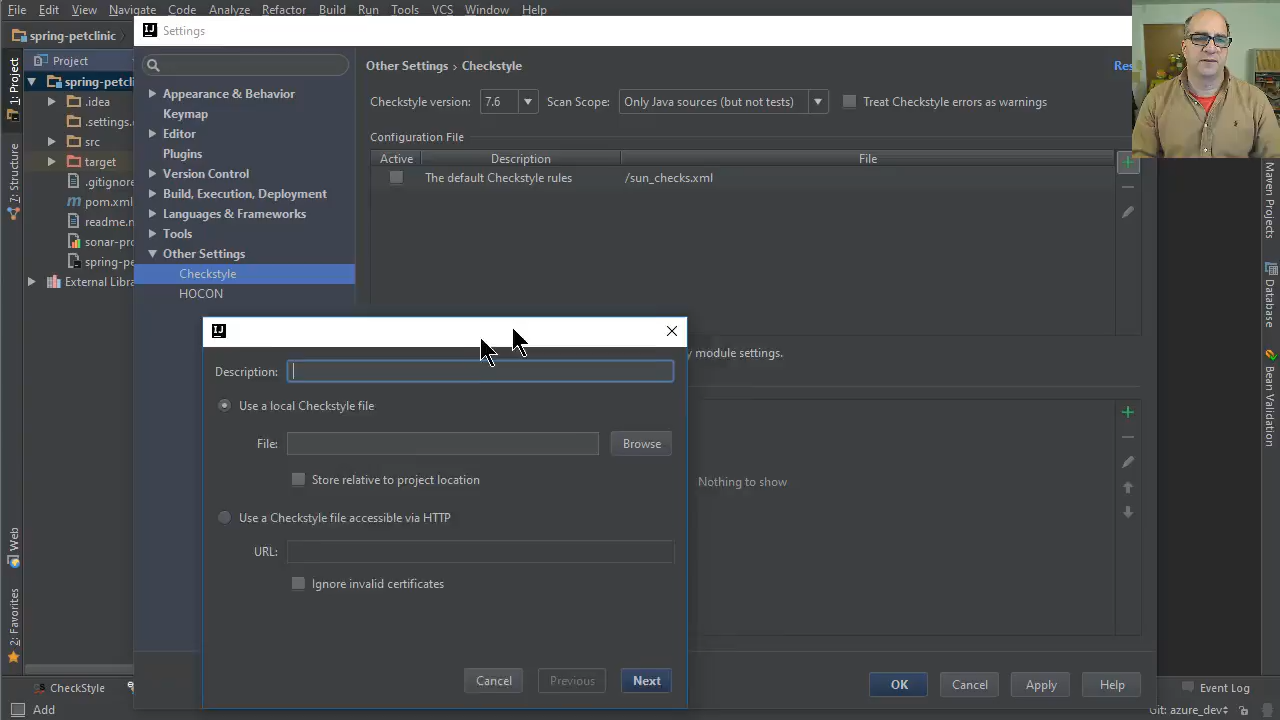 File Edit View Navigate Code Analyze Refactor Build Run Tools VCS Window Help
spring-petclinic
Settings
1: Project
7: Structure
Web
2: Favorites
Project
spring-petcli
.idea
.settings.
src
target
.gitignore
pom.xml
readme.n
sonar-pro
spring-pe
External Libra
Appearance & Behavior
Keymap
Editor
Plugins
Version Control
Build, Execution, Deployment
Languages & Frameworks
Tools
Other Settings
Checkstyle
HOCON
Other Settings › Checkstyle
Res
Checkstyle version: 7.6 Scan Scope: Only Java sources (but not tests) Treat Checkstyle errors as warnings
Configuration File
Active Description File
The default Checkstyle rules /sun_checks.xml
y module settings.
Nothing to show
IJ
Description:
Use a local Checkstyle file
File: Browse
Store relative to project location
Use a Checkstyle file accessible via HTTP
URL:
Ignore invalid certificates
Cancel Previous Next
OK Cancel Apply Help
Maven Projects
Database
Bean Validation
CheckStyle
Event Log
Add
Git: azure_dev